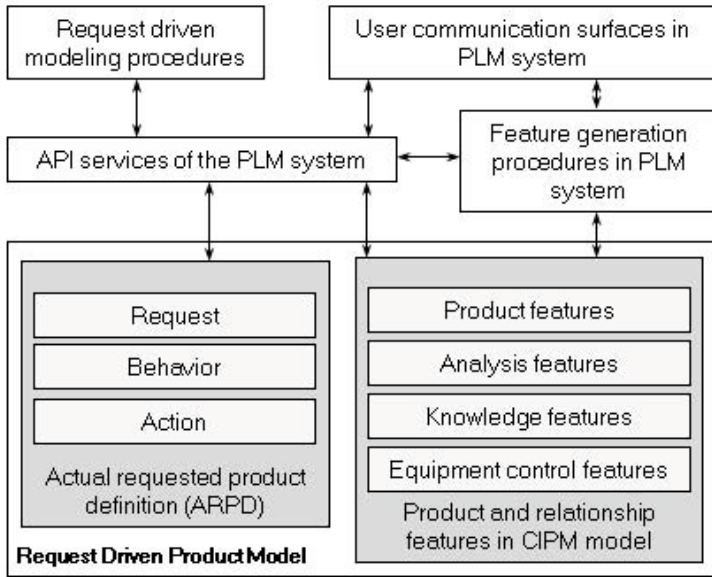 Request driven
modeling procedures
User communication surfaces in
PLM system
API services of the PLM system
Feature generation
procedures in PLM
system
Request
Behavior
Action
Actual requested product
definition (ARPD)
Product features
Analysis features
Knowledge features
Equipment control features
Product and relationship
features in CIPM model
Request Driven Product Model